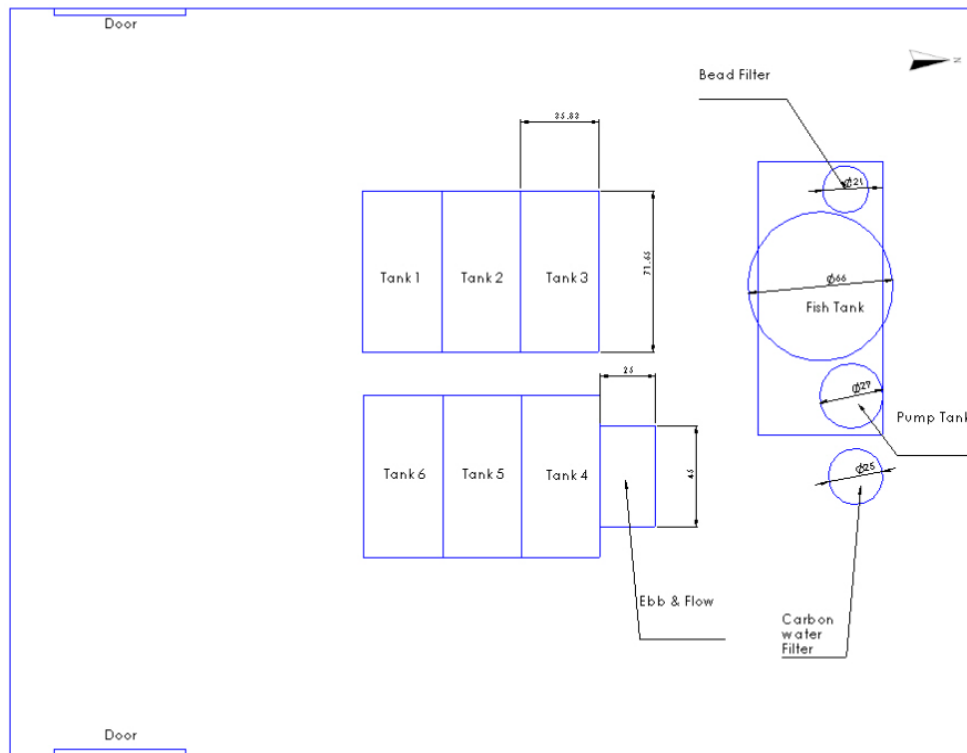 Door
N
Bead Filter
35.83
Ø21
Tank 1
Tank 2
Tank 3
71.65
Ø66
Fish Tank
25
Ø29
Pump Tank
Tank 6
Tank 5
Tank 4
45
Ø25
Ebb & Flow
Carbon
water
Filter
Door